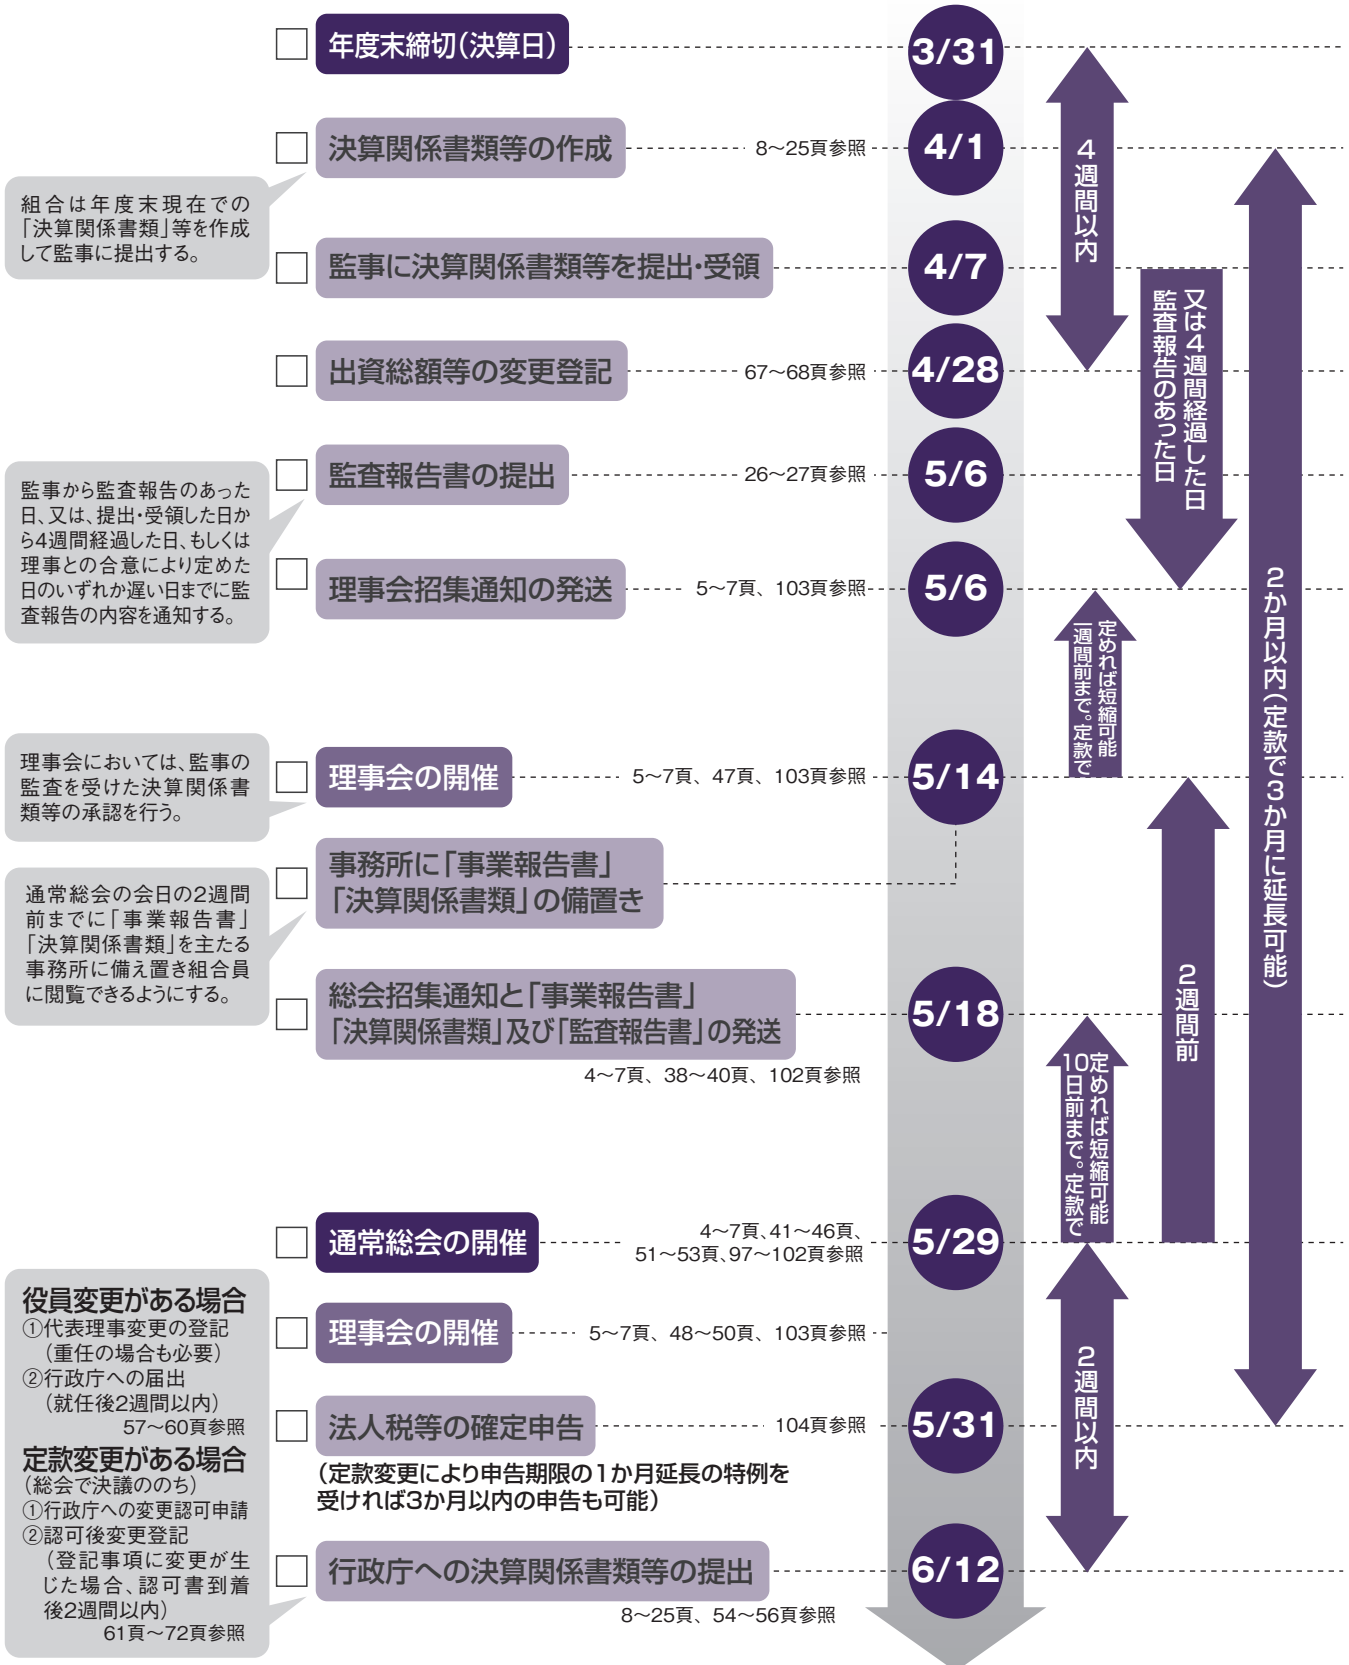 年度末締切(決算日)
3/31
決算関係書類等の作成
8～25頁参照
4/1
組合は年度末現在での
「決算関係書類」等を作成
して監事に提出する。
監事に決算関係書類等を提出・受領
4/7
4週間以内
出資総額等の変更登記
67～68頁参照
4/28
監査報告のあった日
又は4週間経過した日
監査報告書の提出
26～27頁参照
5/6
監事から監査報告のあった
日、又は、提出・受領した日か
ら4週間経過した日、もしくは
理事との合意により定めた
日のいずれか遅い日までに監
査報告の内容を通知する。
理事会招集通知の発送
5～7頁、103頁参照
5/6
一週間前まで。定款で
定めれば短縮可能
2か月以内(定款で3か月に延長可能)
理事会においては、監事の
監査を受けた決算関係書
類等の承認を行う。
理事会の開催
5～7頁、47頁、103頁参照
5/14
事務所に「事業報告書」
「決算関係書類」の備置き
通常総会の会日の2週間
前までに「事業報告書」
「決算関係書類」を主たる
事務所に備え置き組合員
に閲覧できるようにする。
総会招集通知と「事業報告書」
「決算関係書類」及び「監査報告書」の発送
4～7頁、38～40頁、102頁参照
5/18
2週間前
10日前まで。定款で
定めれば短縮可能
通常総会の開催
4～7頁、41～46頁、
51～53頁、97～102頁参照
5/29
理事会の開催
5～7頁、48～50頁、103頁参照
2週間以内
役員変更がある場合
①代表理事変更の登記
(重任の場合も必要)
②行政庁への届出
(就任後2週間以内)
57～60頁参照
定款変更がある場合
(総会で決議ののち)
①行政庁への変更認可申請
②認可後変更登記
(登記事項に変更が生
じた場合、認可書到着
後2週間以内)
61頁～72頁参照
法人税等の確定申告
104頁参照
5/31
(定款変更により申告期限の1か月延長の特例を
受ければ3か月以内の申告も可能)
行政庁への決算関係書類等の提出
8～25頁、54～56頁参照
6/12